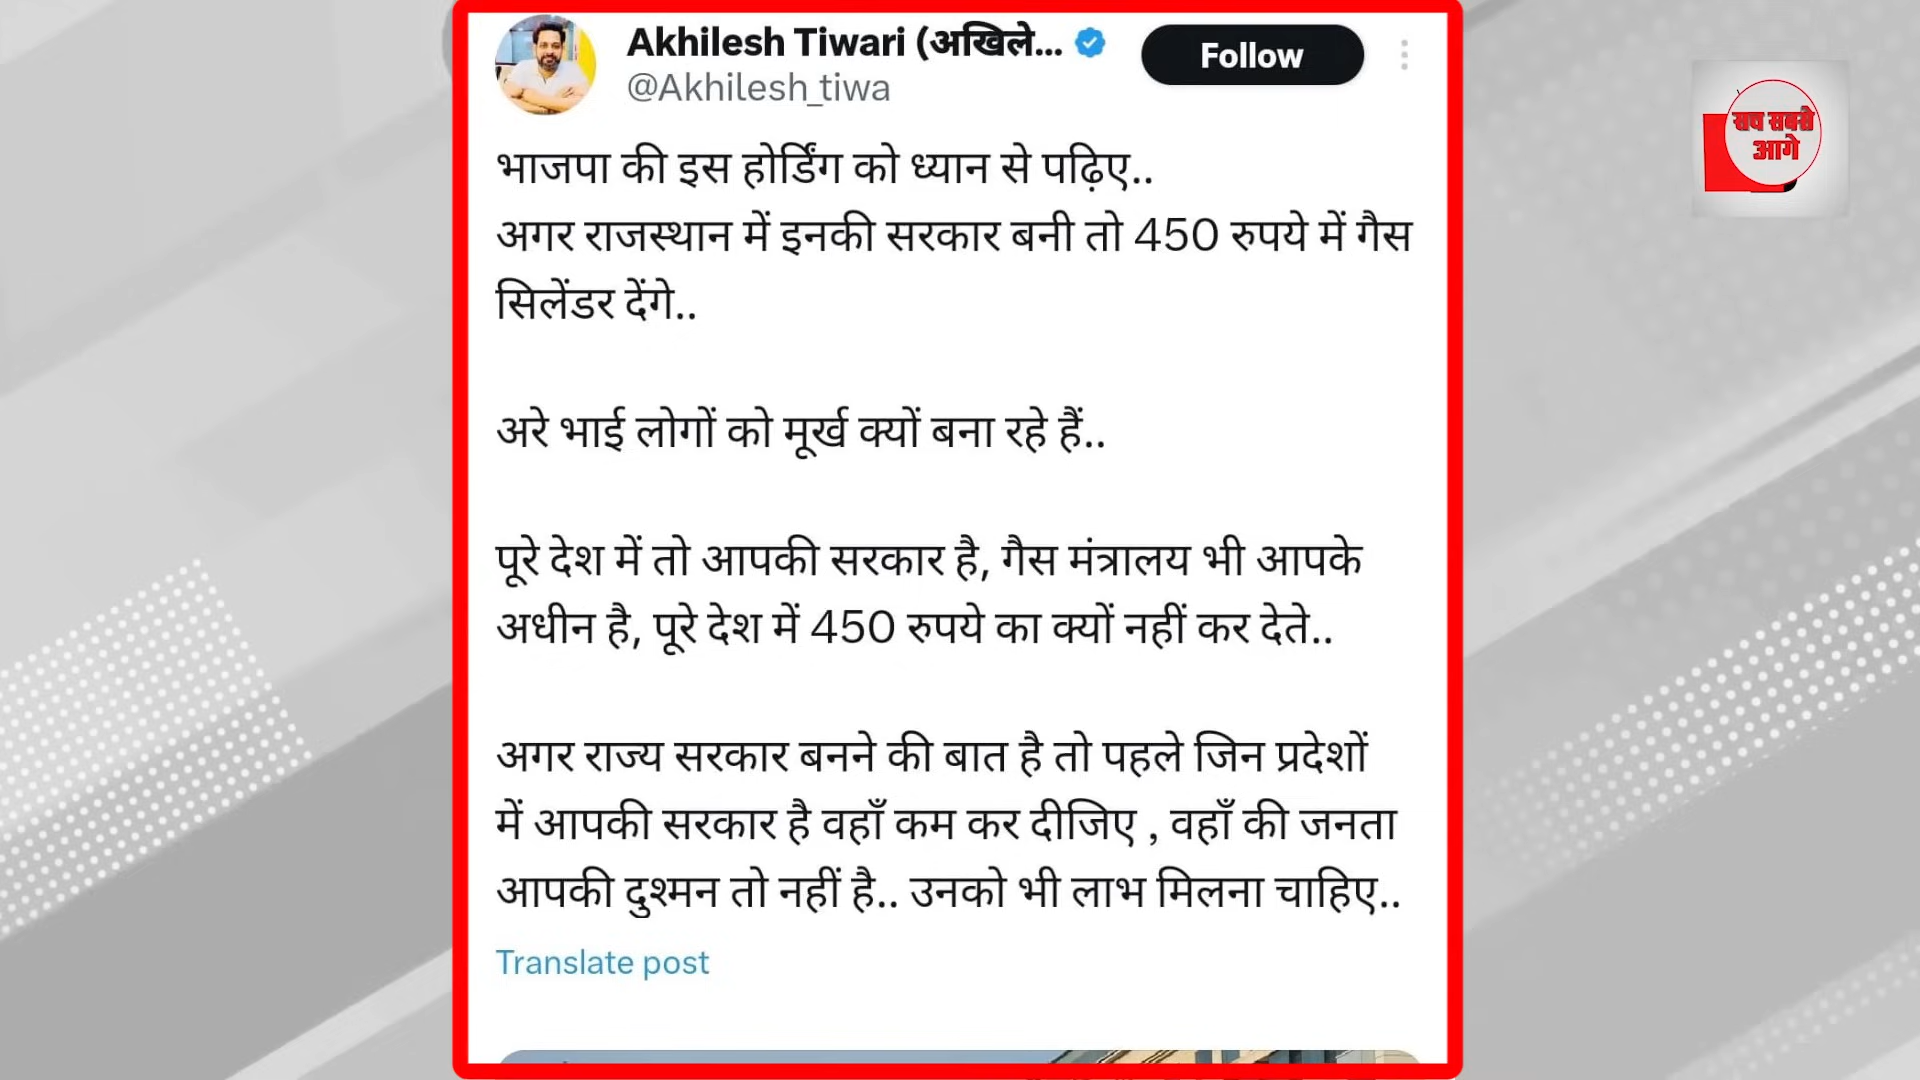 Akhilesh Tiwari (अखिले...
Follow
@Akhilesh_tiwa
सच सबसे
आगे
भाजपा की इस होर्डिंग को ध्यान से पढ़िए..
अगर राजस्थान में इनकी सरकार बनी तो 450 रुपये में गैस
सिलेंडर देंगे..
अरे भाई लोगों को मूर्ख क्यों बना रहे हैं..
पूरे देश में तो आपकी सरकार है, गैस मंत्रालय भी आपके
अधीन है, पूरे देश में 450 रुपये का क्यों नहीं कर देते..
अगर राज्य सरकार बनने की बात है तो पहले जिन प्रदेशों
में आपकी सरकार है वहाँ कम कर दीजिए , वहाँ की जनता
आपकी दुश्मन तो नहीं है.. उनको भी लाभ मिलना चाहिए..
Translate post